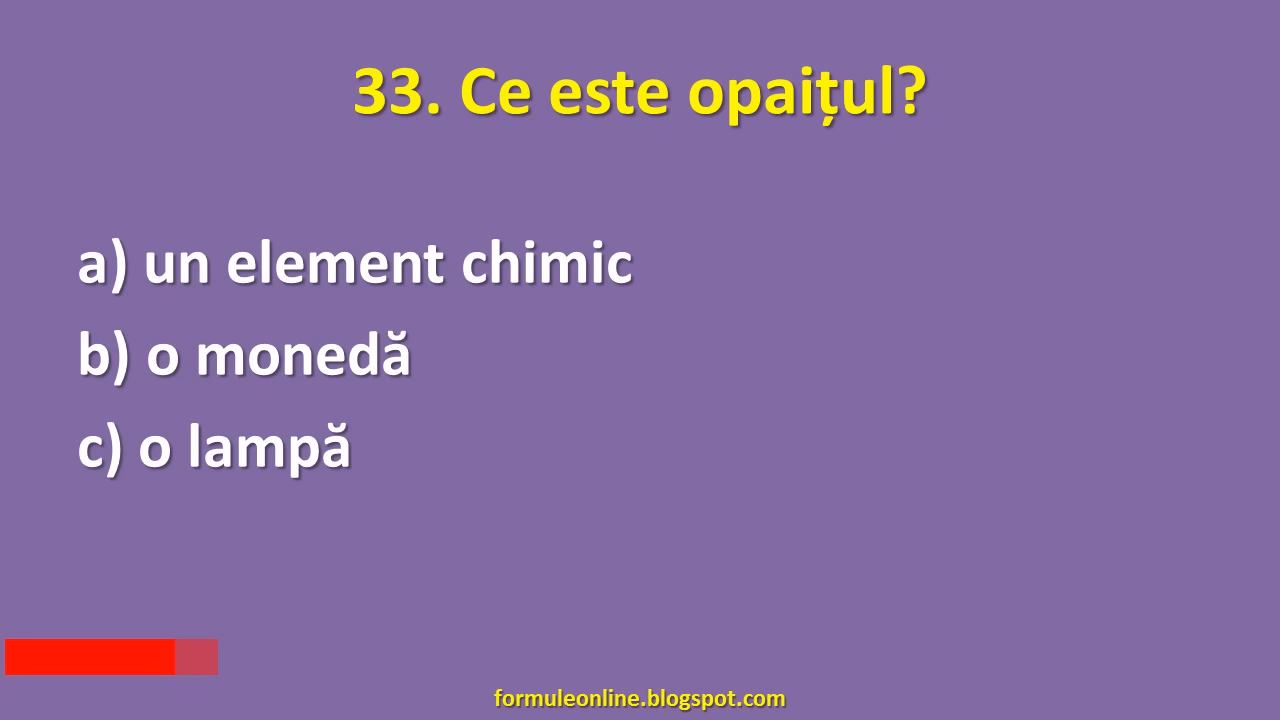 33. Ce este opaițul?
a) un element chimic
b) o monedă
c) o lampă
formuleonline.blogspot.com